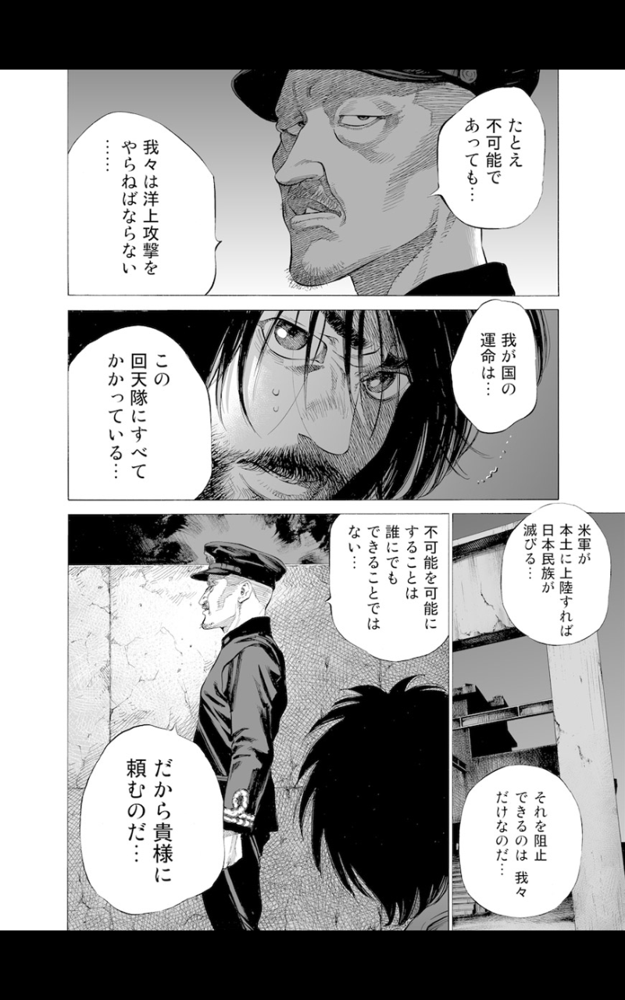 たとえ
不可能で
あっても…
我々は洋上攻撃を
やらねばならない
……
我が国の
運命は…
この
回天隊にすべて
かかっている…
米軍が
本土に上陸すれば
日本民族が
滅びる…
それを阻止
できるのは 我々
だけなのだ…
不可能を可能に
することは
誰にでも
できることでは
ない…
だから貴様に
頼むのだ…